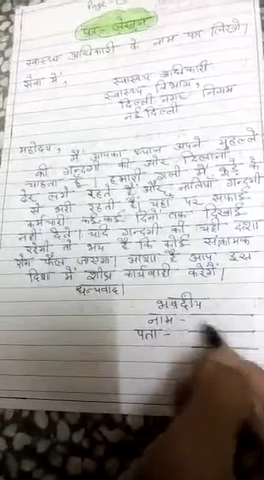 पत्र-लेखन
स्वास्थ्य अधिकारी के नाम पत्र लिखो।
सेवा में,
स्वास्थ्य अधिकारी
स्वास्थ्य विभाग,
दिल्ली नगर निगम
नई दिल्ली
महोदय,
मैं आपका ध्यान अपने मुहल्ले
की गन्दगी की ओर दिलाना
चाहता हूँ हमारी गली में कूड़े के
ढेर लगे रहते हैं और नालियां गन्दगी
से भरी रहती हैं यहां पर सफाई
कर्मचारी कई-कई दिनों तक दिखाई
नहीं देते। यदि गन्दगी की यही दशा
रही तो भय है कि कोई संक्रामक
रोग फैल जाएगा। आशा है आप इस
दिशा में शीघ्र कार्यवाही करेंगे।
धन्यवाद।
भवदीय
नाम -
पता -